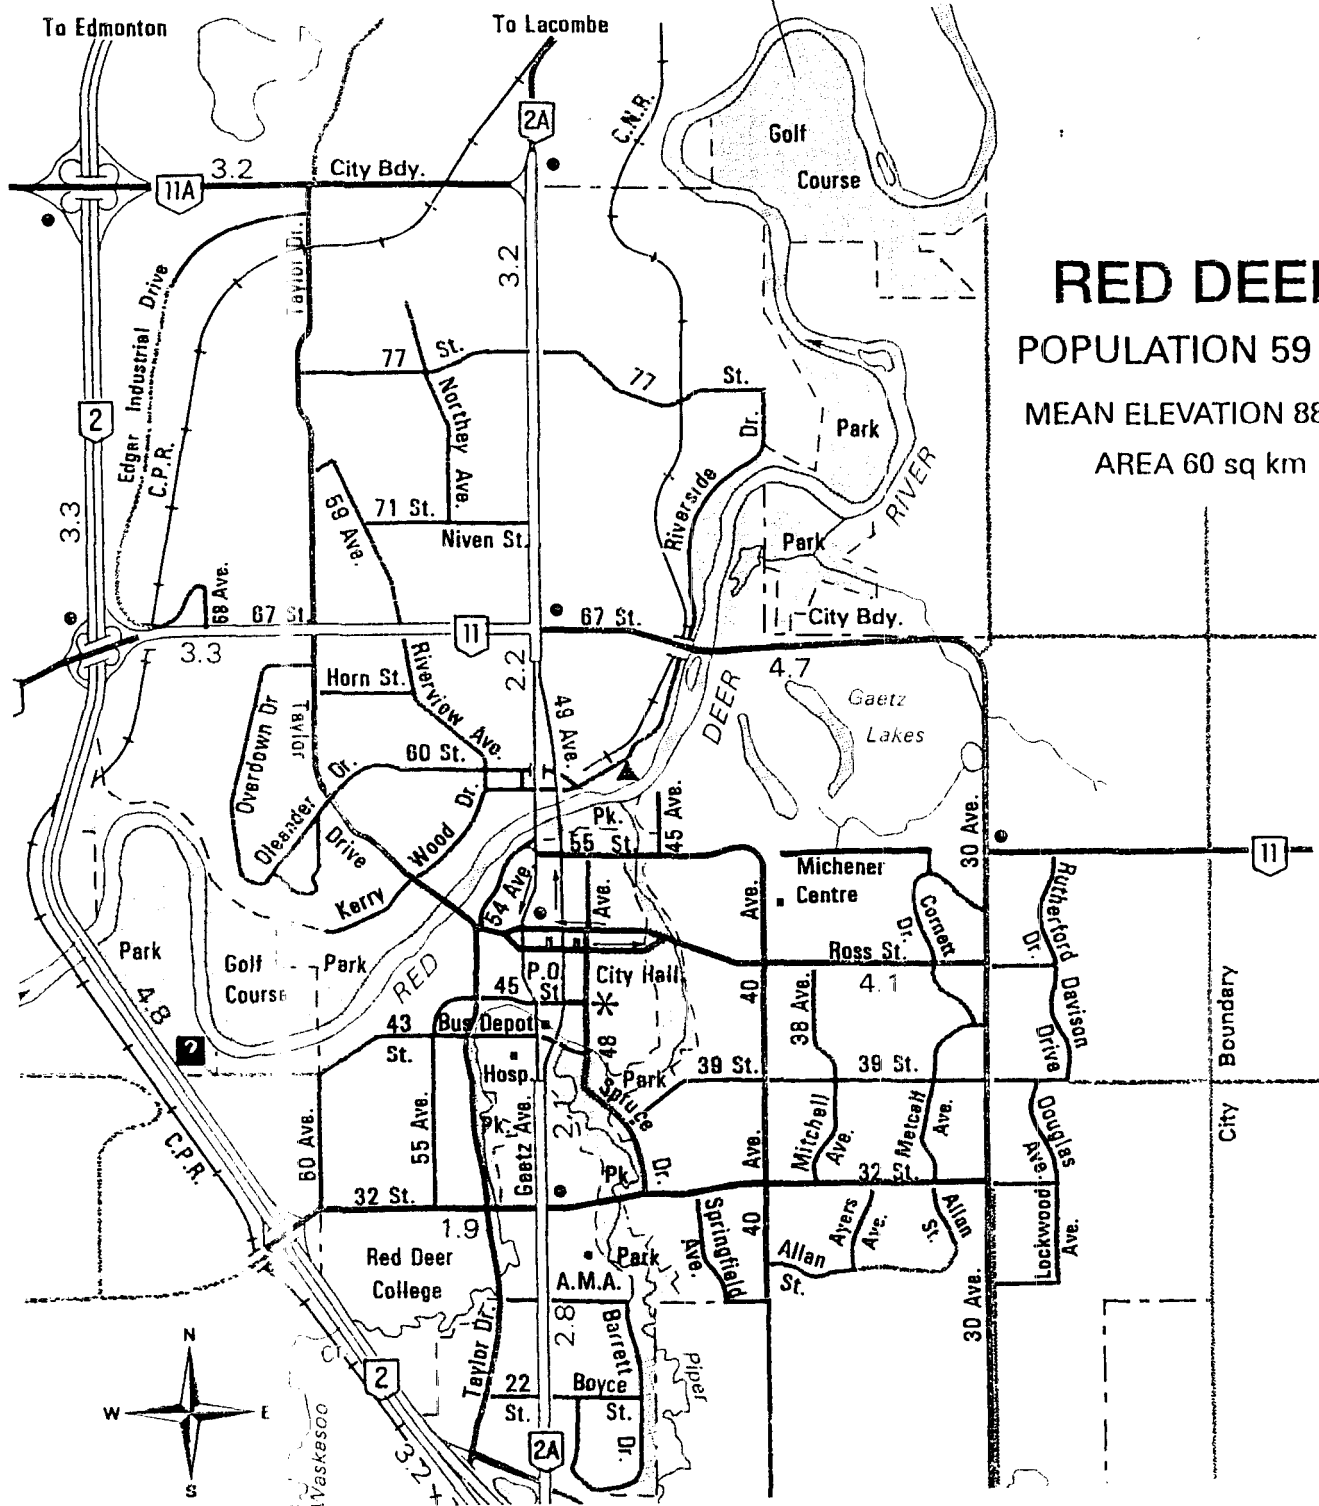 To Edmonton
To Lacombe
2A
C.N.R.
Golf
Course
3.2
City Bdy.
11A
Taylor Dr.
3.2
RED DEE
POPULATION 59
MEAN ELEVATION 88
AREA 60 sq km
Edgar Industrial Drive
C.P.R.
2
3.3
77 St.
77 St.
Northey Ave.
Riverside Dr.
Park
RIVER
59 Ave.
71 St.
Niven St.
Park
68 Ave.
67 St.
11
67 St.
City Bdy.
3.3
2.2
4.7
Horn St.
Riverview Ave.
49 Ave.
DEER
Gaetz
Lakes
Overdown Dr
Taylor
60 St.
Oleander Dr.
Drive
Wood Dr.
Kerry
Pk.
55 St.
45 Ave.
30 Ave.
11
Michener
Centre
54 Ave.
Ave.
Ave.
Cornett Dr.
Rutherford Dr.
Ross St.
Park
Golf
Course
Park
RED
P.O.
City Hall
4.1
4.8
45 St
40
38 Ave.
Davison Drive
City Boundary
?
43 St.
Bus Depot
48
39 St.
39 St.
Hosp.
Park
Spruce Dr.
Pk.
Gaetz Ave.
2.1
Pk
C.P.R.
60 Ave.
55 Ave.
Ave.
Mitchell Ave.
Metcalf Ave.
Douglas Ave.
32 St.
32 St.
1.9
40
Springfield Ave.
Ayers Ave.
Allan St.
Allan St.
Lockwood Ave.
Red Deer
College
Park
A.M.A.
30 Ave.
Taylor Dr.
2.8
Barrett Dr.
Piper
Cr.
2
22 St.
Boyce St.
2A
3.2
Waskasoo
N
W
E
S